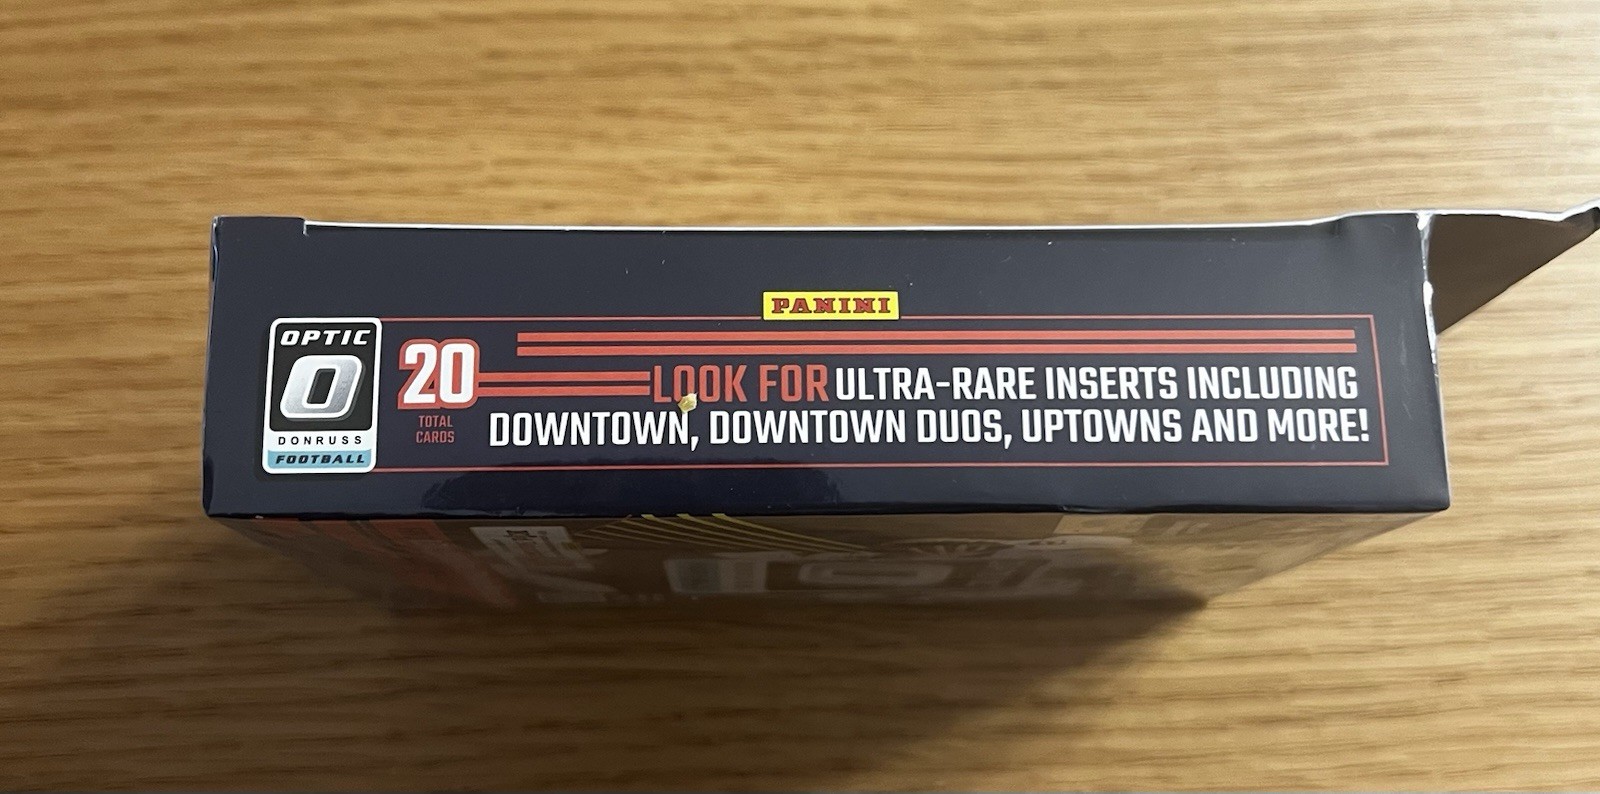 PANINI
OPTIC
O
DONRUSS
FOOTBALL
20
TOTAL
CARDS
LOOK FOR ULTRA-RARE INSERTS INCLUDING
DOWNTOWN, DOWNTOWN DUOS, UPTOWNS AND MORE!